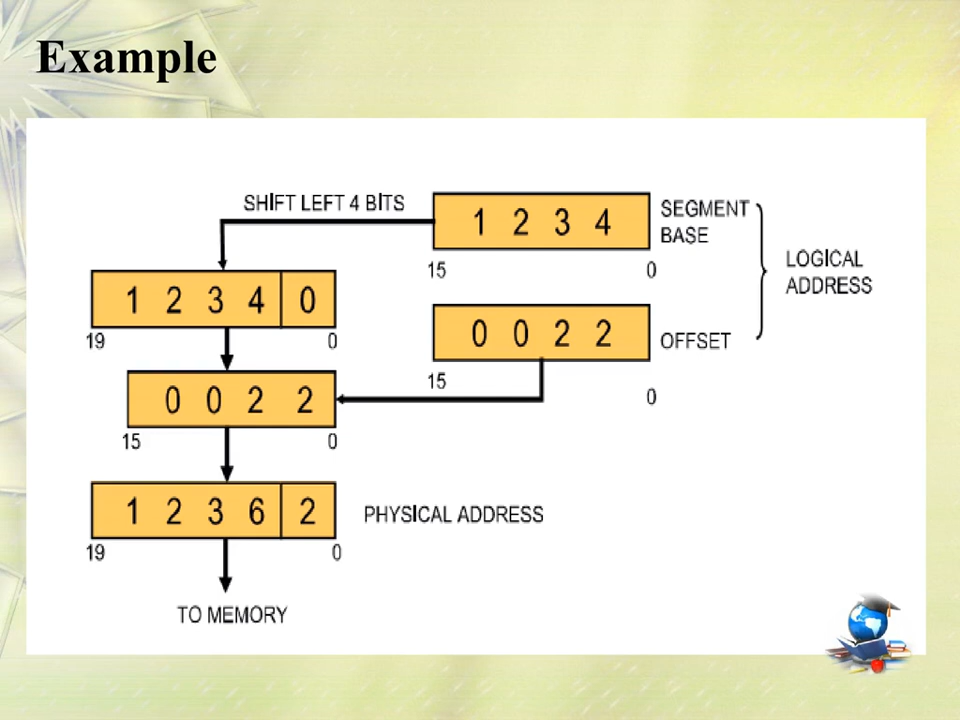 Example
SHIFT LEFT 4 BITS
1 2 3 4
SEGMENT
BASE
15 0
LOGICAL
ADDRESS
1 2 3 4 0
19 0
0 0 2 2
OFFSET
15 0
0 0 2 2
15 0
1 2 3 6 2
PHYSICAL ADDRESS
19 0
TO MEMORY